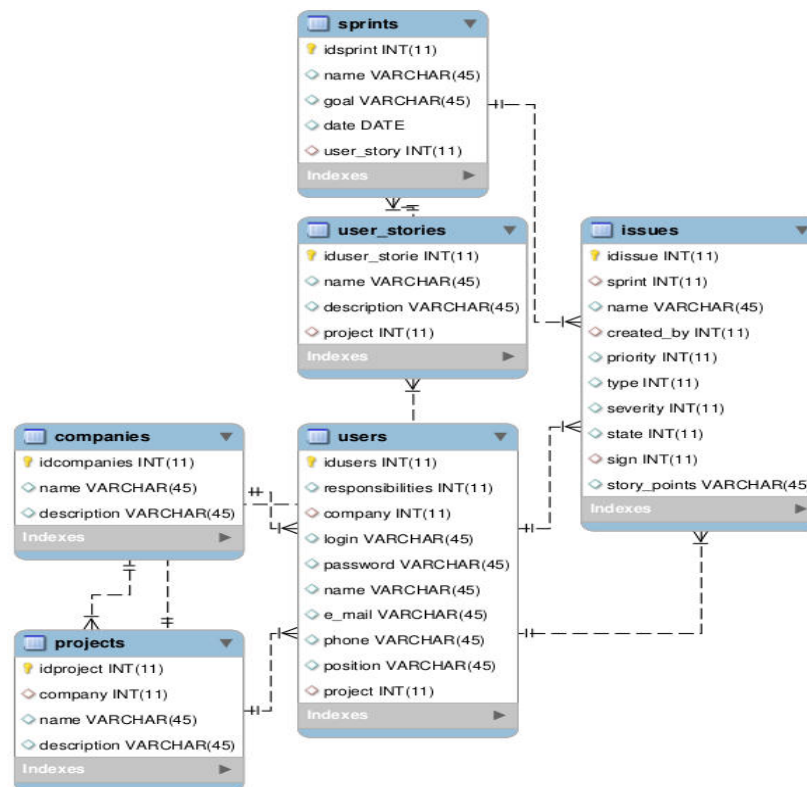 sprints
idsprint INT(11)
name VARCHAR(45)
goal VARCHAR(45)
date DATE
user_story INT(11)
Indexes
user_stories
iduser_storie INT(11)
name VARCHAR(45)
description VARCHAR(45)
project INT(11)
Indexes
issues
idissue INT(11)
sprint INT(11)
name VARCHAR(45)
created_by INT(11)
priority INT(11)
type INT(11)
severity INT(11)
state INT(11)
sign INT(11)
story_points VARCHAR(45
Indexes
companies
idcompanies INT(11)
name VARCHAR(45)
description VARCHAR(45)
Indexes
users
idusers INT(11)
responsibilities INT(11)
company INT(11)
login VARCHAR(45)
password VARCHAR(45)
name VARCHAR(45)
e_mail VARCHAR(45)
phone VARCHAR(45)
position VARCHAR(45)
project INT(11)
Indexes
projects
idproject INT(11)
company INT(11)
name VARCHAR(45)
description VARCHAR(45)
Indexes